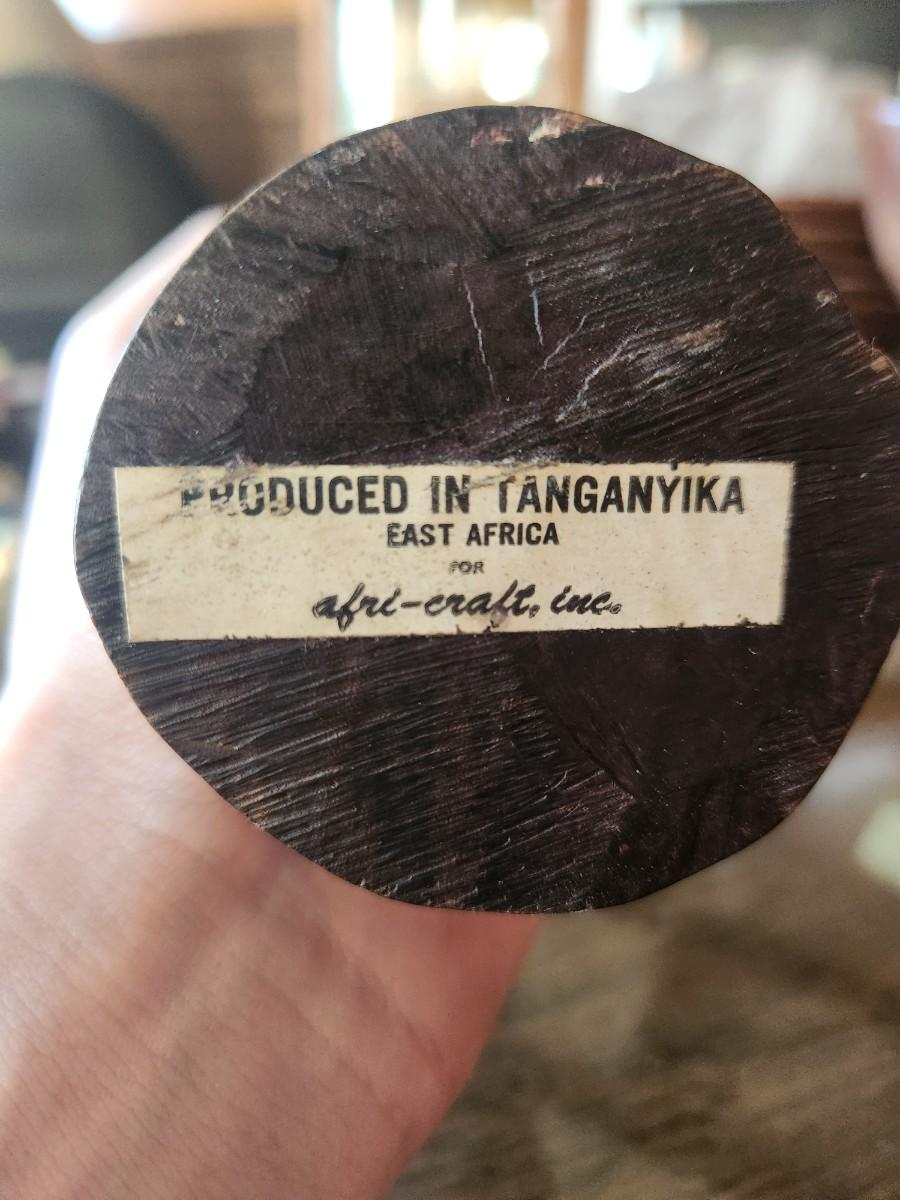 PRODUCED IN TANGANYIKA
EAST AFRICA
FOR
afri-craft, inc.